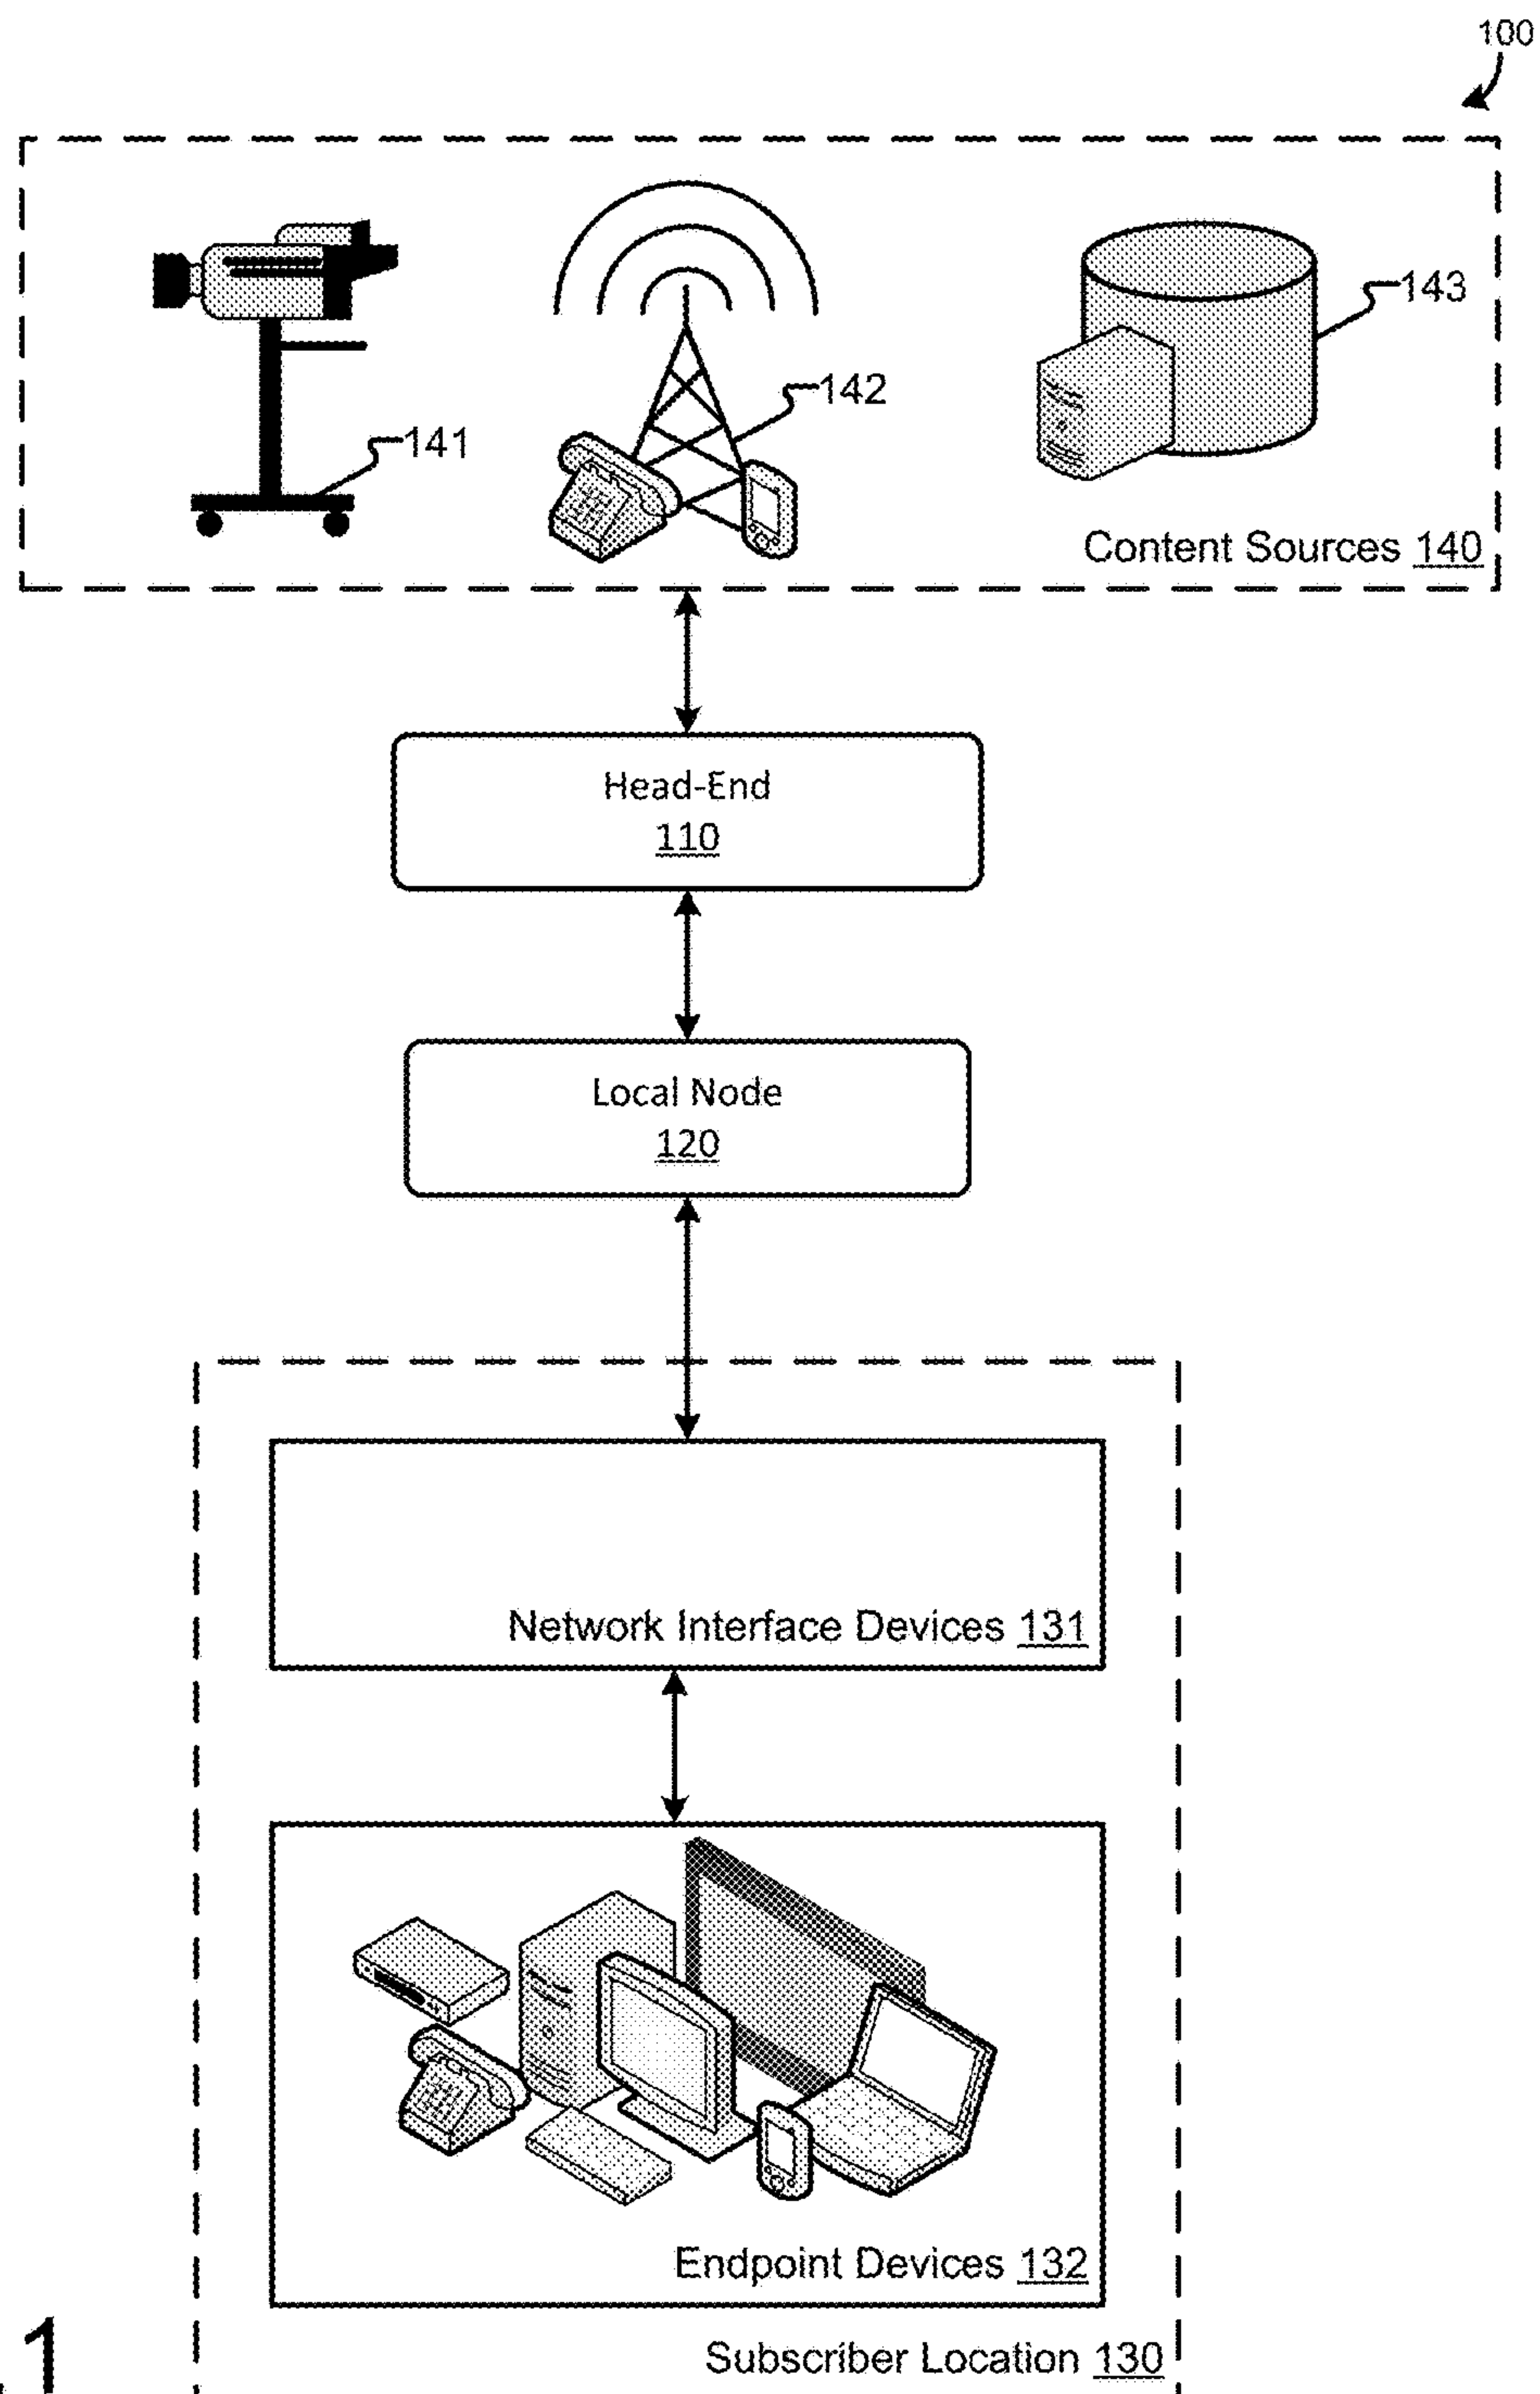 100
143
142
141
Content Sources 140
Head-End
110
Local Node
120
Network Interface Devices 131
Endpoint Devices 132
Subscriber Location 130
.1